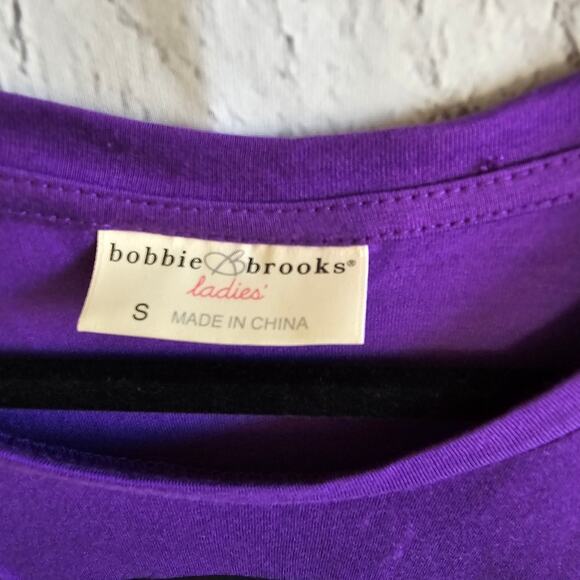 bobbie B brooks®
ladies'
S MADE IN CHINA